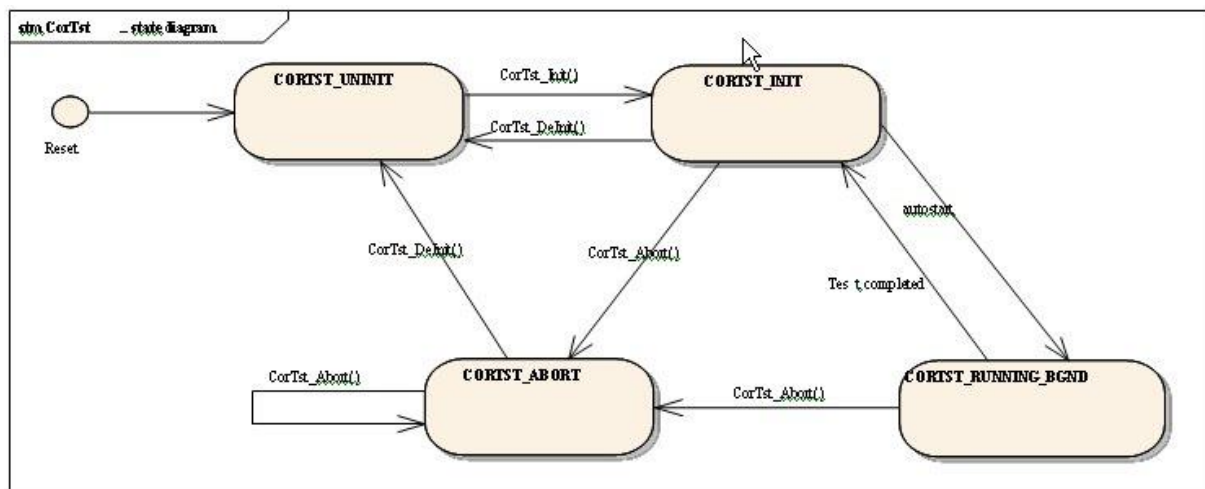 stm CorTst _ state diagram
CORTST_UNINIT
CorTst_Init()
CORTST_INIT
CorTst_DeInit()
Reset
autostart
CorTst_DeInit()
CorTst_Abort()
Tes t completed
CorTst_Abort()
CORTST_ABORT
CorTst_Abort()
CORTST_RUNNING_BGND